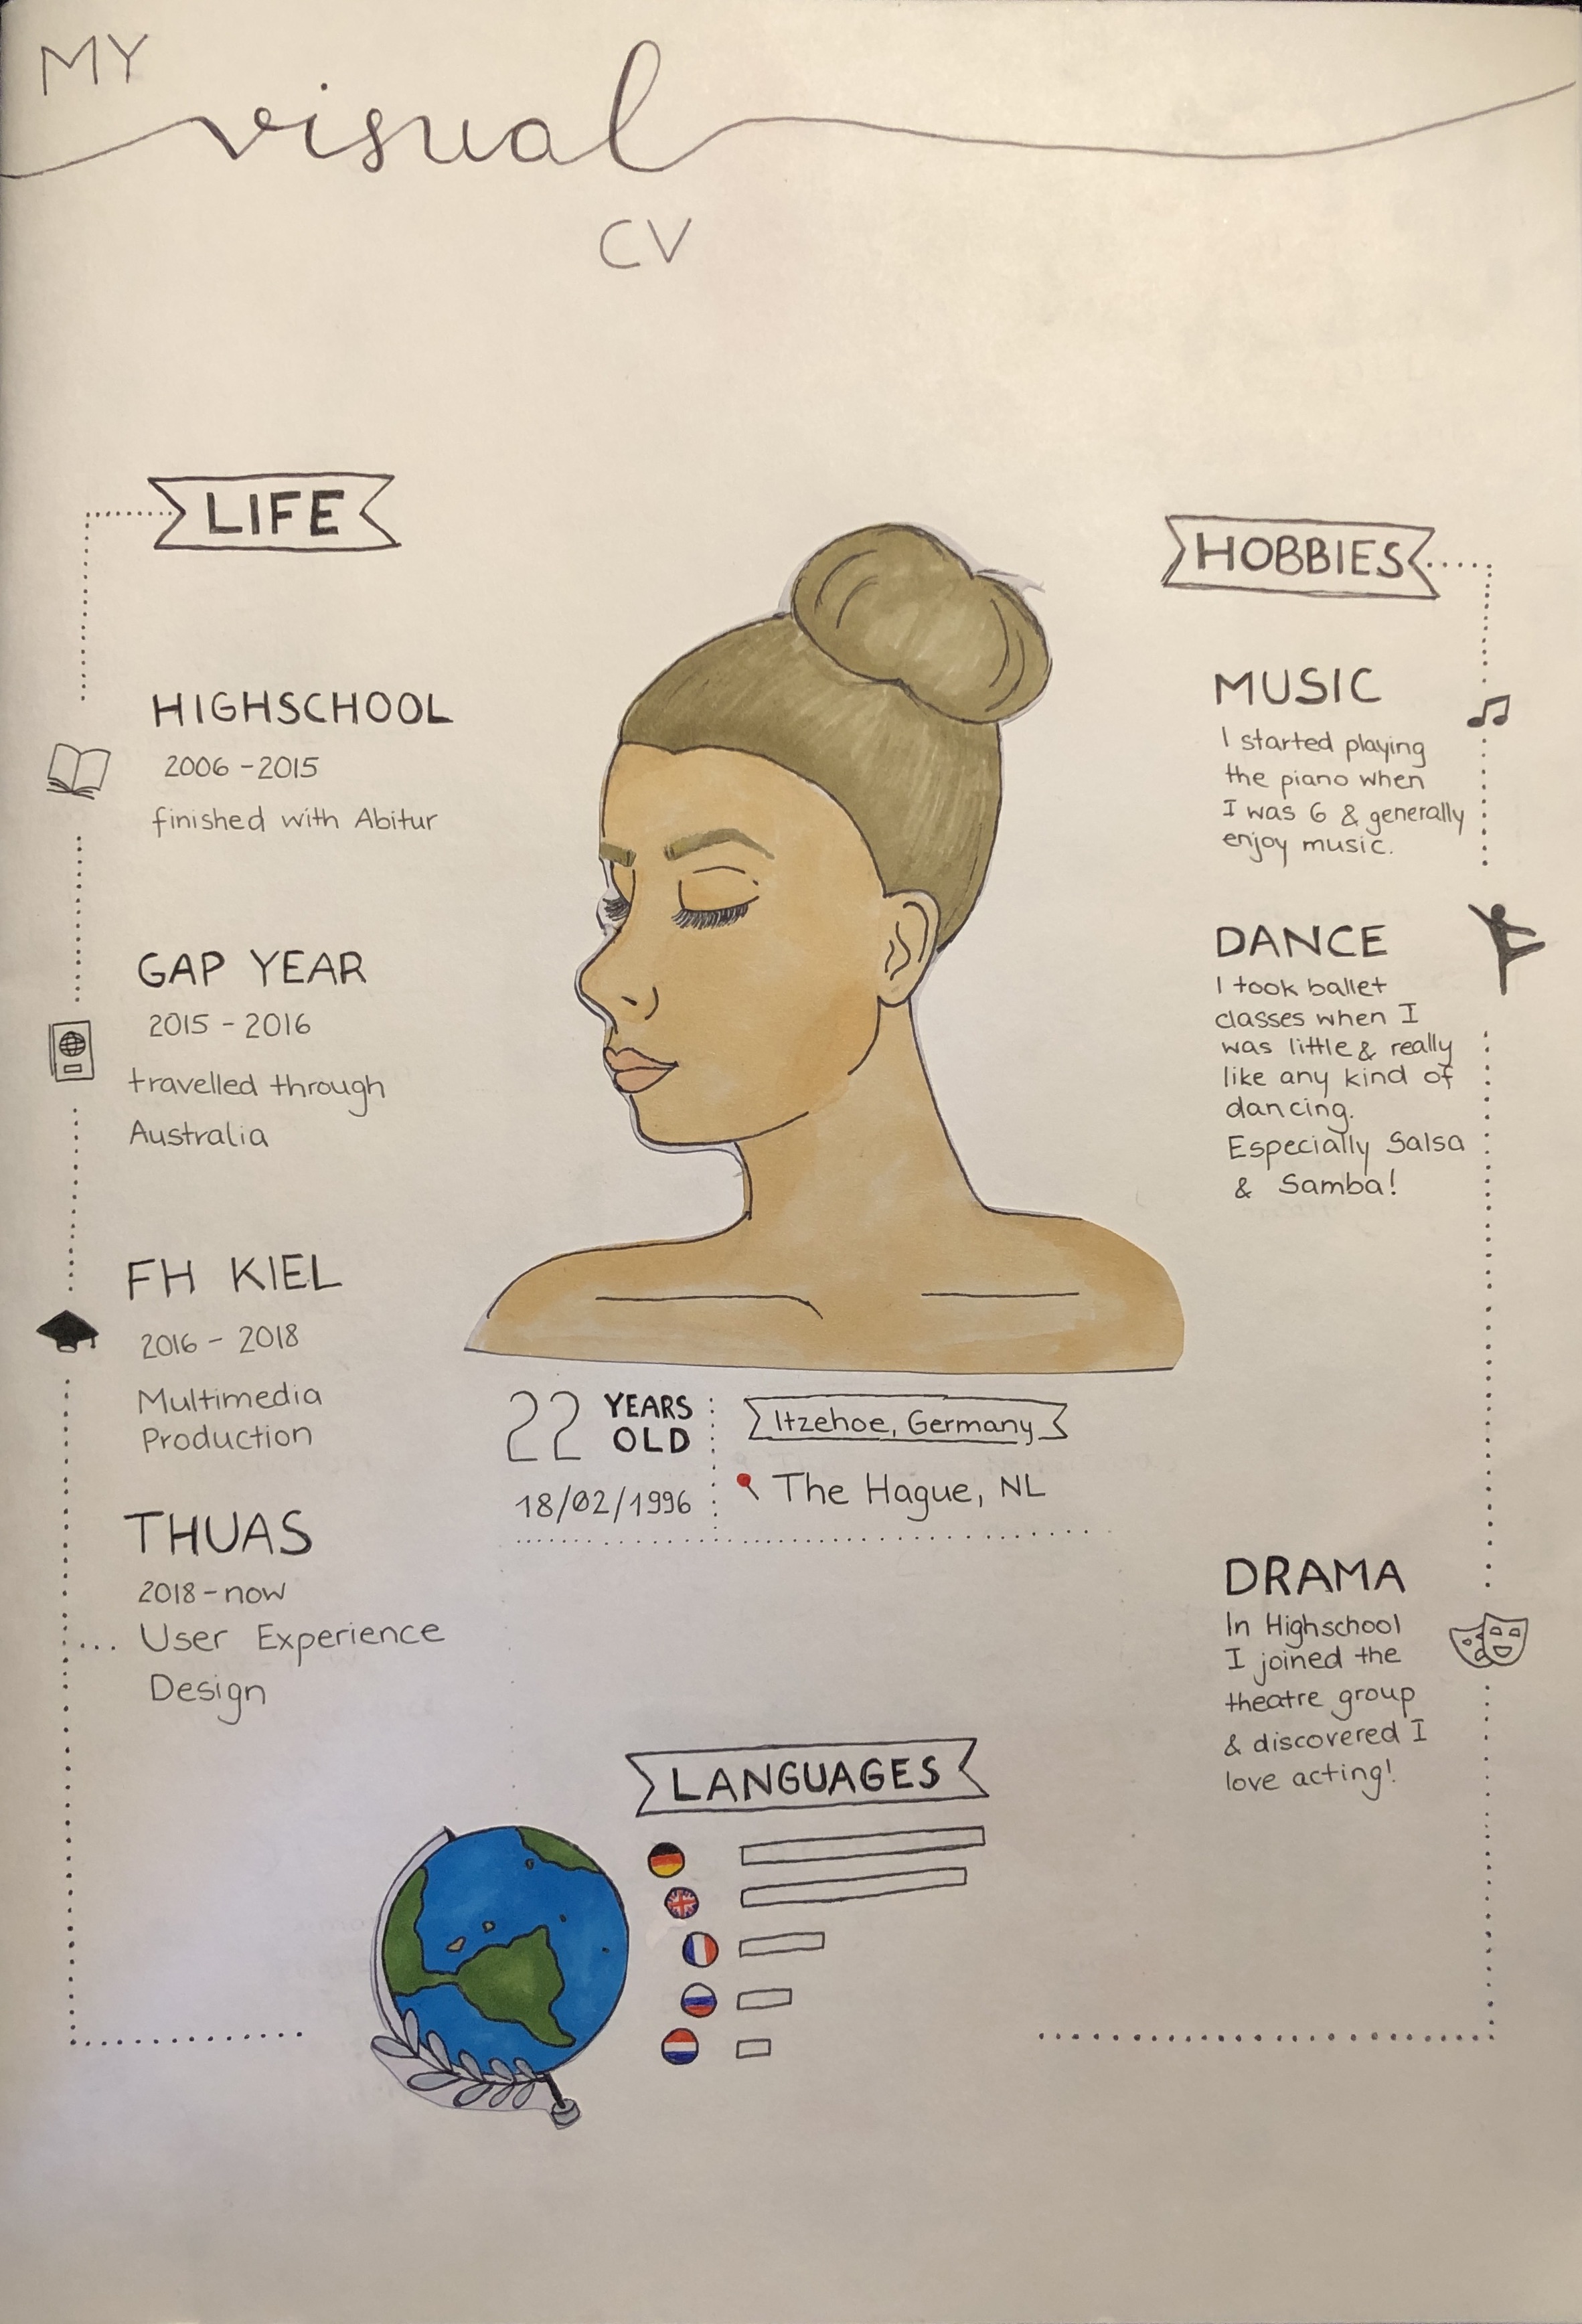 MY
visual
CV
LIFE
HIGHSCHOOL
2006 - 2015
finished with Abitur
GAP YEAR
2015 - 2016
travelled through
Australia
FH KIEL
2016 - 2018
Multimedia
Production
THUAS
2018 - now
... User Experience
Design
22 YEARS
OLD
18/02/1996
Itzehoe, Germany
The Hague, NL
HOBBIES
MUSIC
I started playing
the piano when
I was 6 & generally
enjoy music.
DANCE
I took ballet
classes when I
was little & really
like any kind of
dancing.
Especially Salsa
& Samba!
DRAMA
In Highschool
I joined the
theatre group
& discovered I
love acting!
LANGUAGES